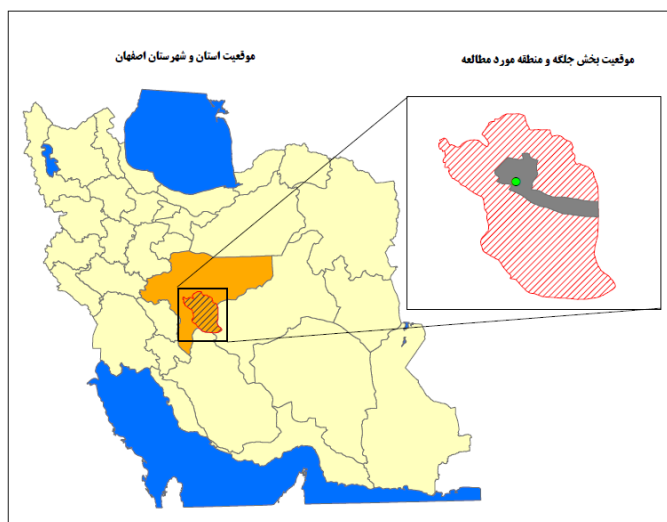 موقعیت بخش جلگه و منطقه مورد مطالعه
موقعیت استان و شهرستان اصفهان